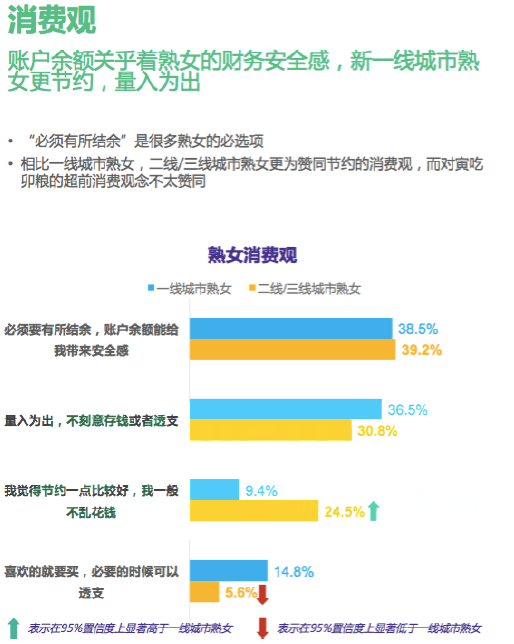 消费观
账户余额关乎着熟女的财务安全感，新一线城市熟
女更节约，量入为出
• “必须有所结余”是很多熟女的必选项
• 相比一线城市熟女，二线/三线城市熟女更为赞同节约的消费观，而对寅吃
卯粮的超前消费观念不太赞同
熟女消费观
一线城市熟女 二线/三线城市熟女
必须要有所结余，账户余额能给
我带来安全感
38.5%
39.2%
量入为出，不刻意存钱或者透支
36.5%
30.8%
我觉得节约一点比较好，我一般
不乱花钱
9.4%
24.5%
喜欢的就要买，必要的时候可以
透支
14.8%
5.6%
表示在95%置信度上显著高于一线城市熟女 表示在95%置信度上显著低于一线城市熟女